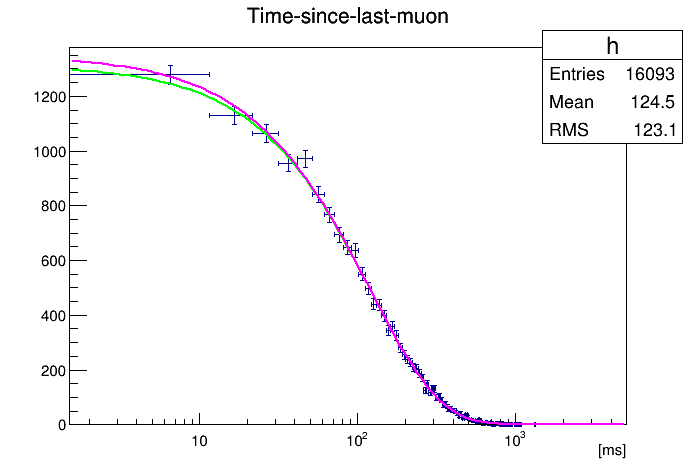 Time-since-last-muon
h
Entries 16093
Mean 124.5
RMS 123.1
1200
1000
800
600
400
200
0
10 10² 10³
[ms]